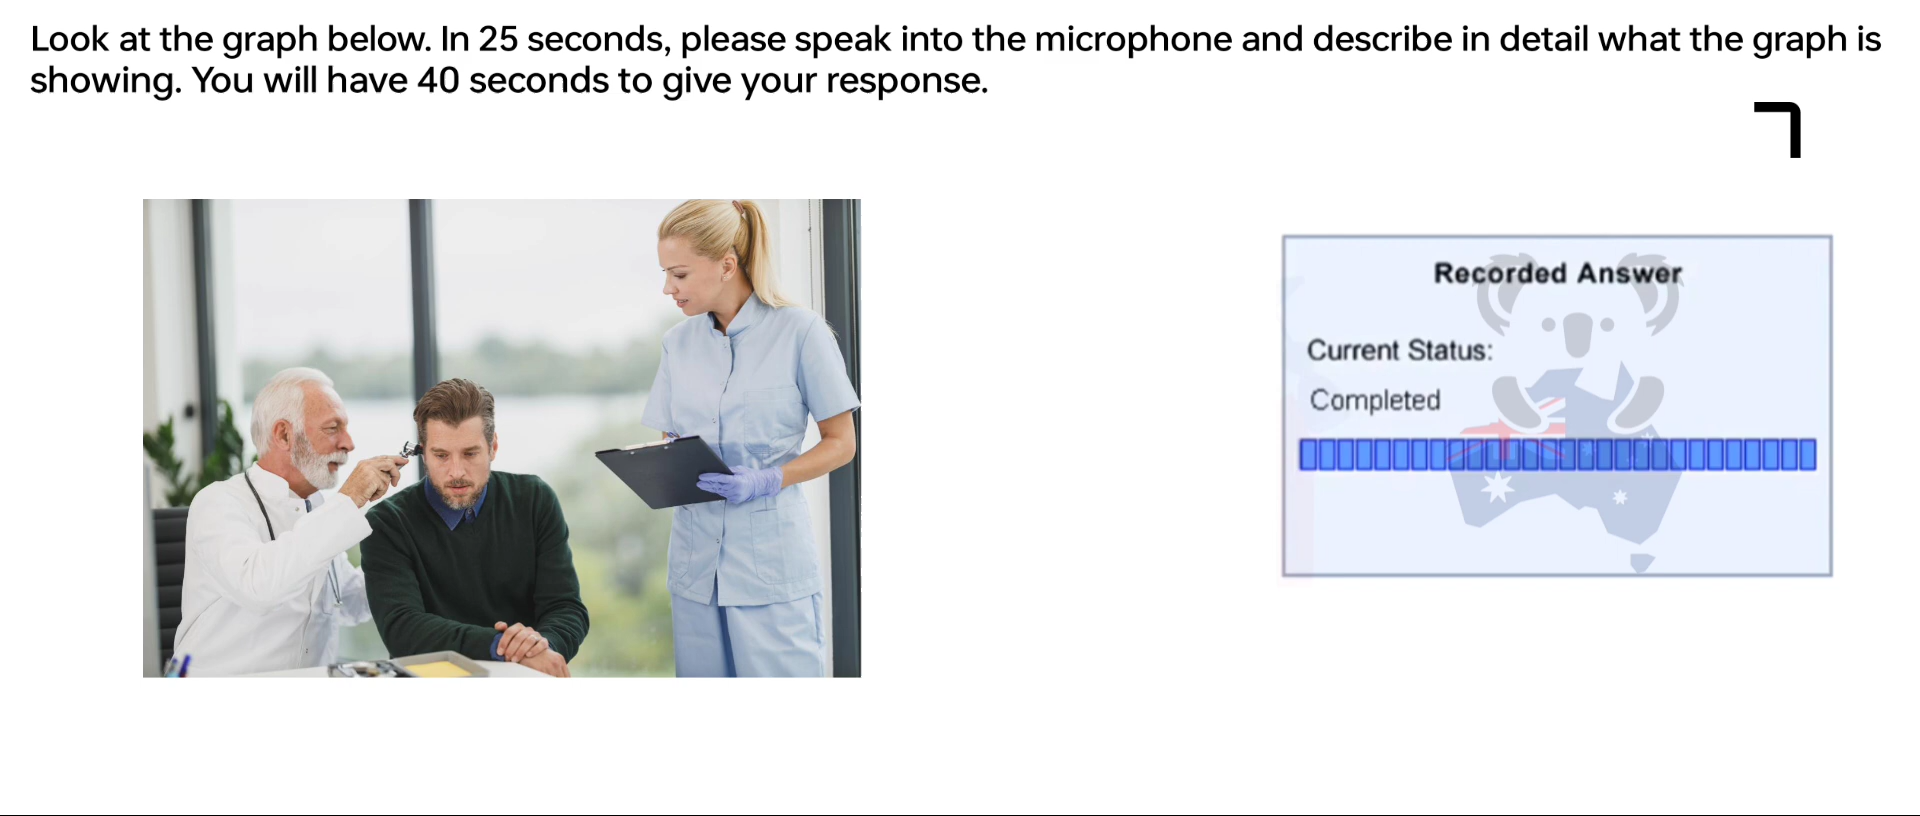 Look at the graph below. In 25 seconds, please speak into the microphone and describe in detail what the graph is
showing. You will have 40 seconds to give your response.
Recorded Answer
Current Status:
Completed